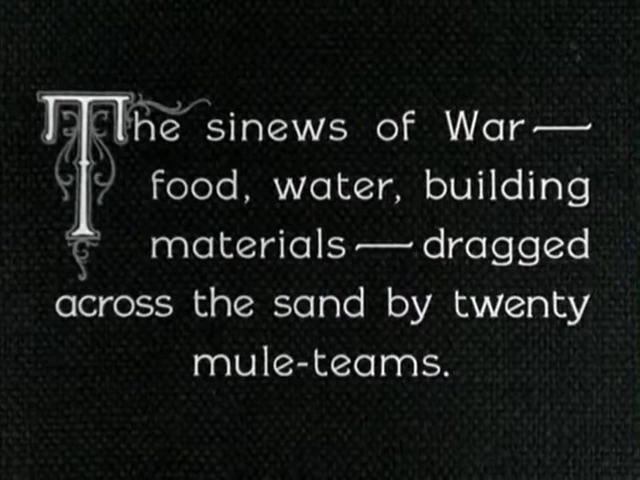 The sinews of War—
food, water, building
materials—dragged
across the sand by twenty
mule-teams.